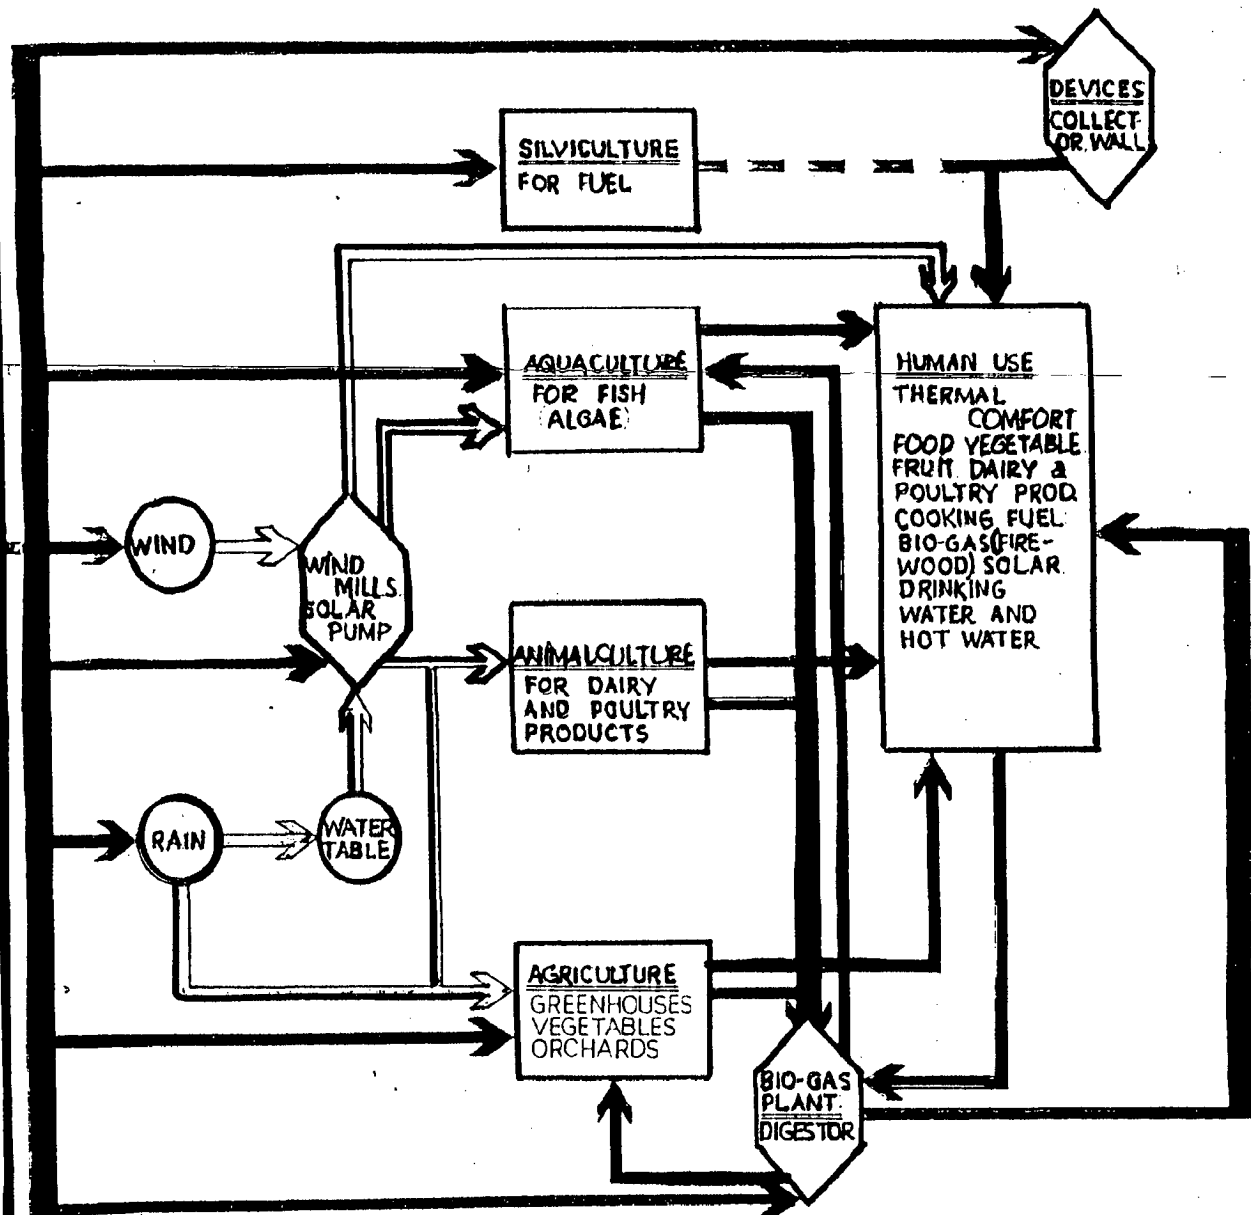 DEVICES
COLLECT-
OR WALL
SILVICULTURE
FOR FUEL
AQUACULTURE
FOR FISH
(ALGAE)
HUMAN USE
THERMAL
COMFORT
FOOD VEGETABLE
FRUIT DAIRY &
POULTRY PROD.
COOKING FUEL:
BIO-GAS(FIRE-
WOOD) SOLAR
DRINKING
WATER AND
HOT WATER
WIND
WIND
MILLS
SOLAR
PUMP
ANIMALCULTURE
FOR DAIRY
AND POULTRY
PRODUCTS
RAIN
WATER
TABLE
AGRICULTURE
GREENHOUSES
VEGETABLES
ORCHARDS
BIO-GAS
PLANT:
DIGESTOR